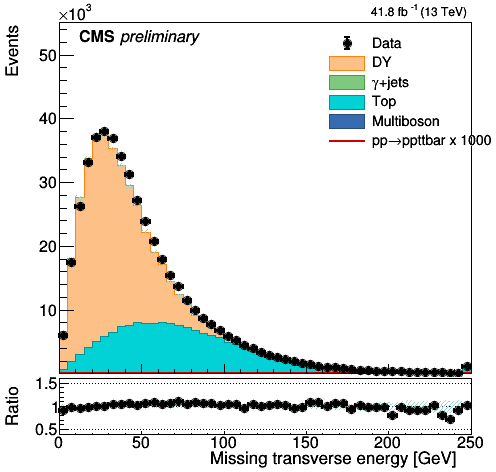 ×10³
41.8 fb⁻¹ (13 TeV)
CMS preliminary
Events
50
40
30
20
10
Data
DY
γ+jets
Top
Multiboson
pp→ppttbar x 1000
Ratio
1.5
1
0.5
0 50 100 150 200 250
Missing transverse energy [GeV]